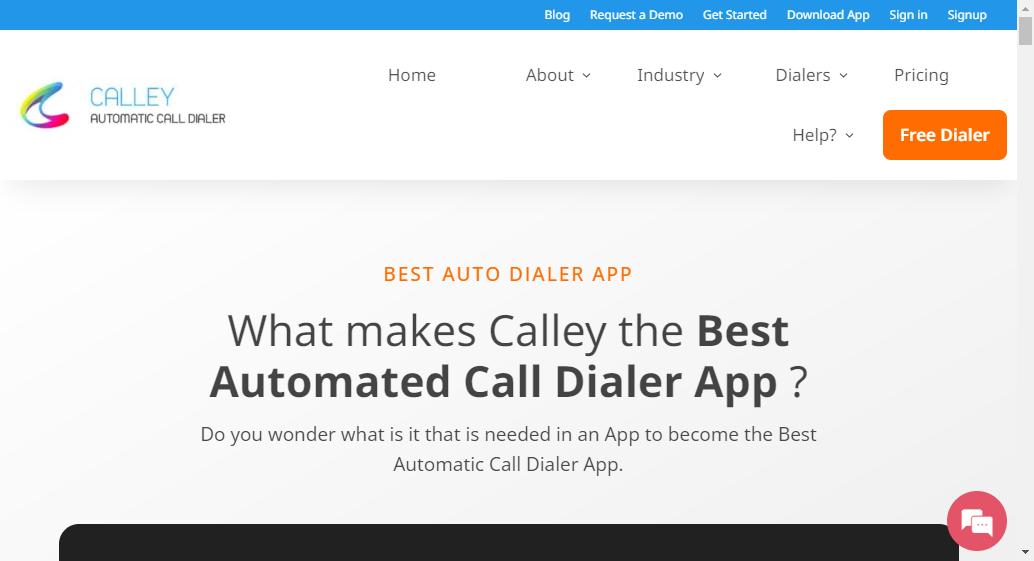 Blog Request a Demo Get Started Download App Sign in Signup
CALLEY
AUTOMATIC CALL DIALER
Home About Industry Dialers Pricing
Help? Free Dialer
BEST AUTO DIALER APP
What makes Calley the Best
Automated Call Dialer App ?
Do you wonder what is it that is needed in an App to become the Best
Automatic Call Dialer App.